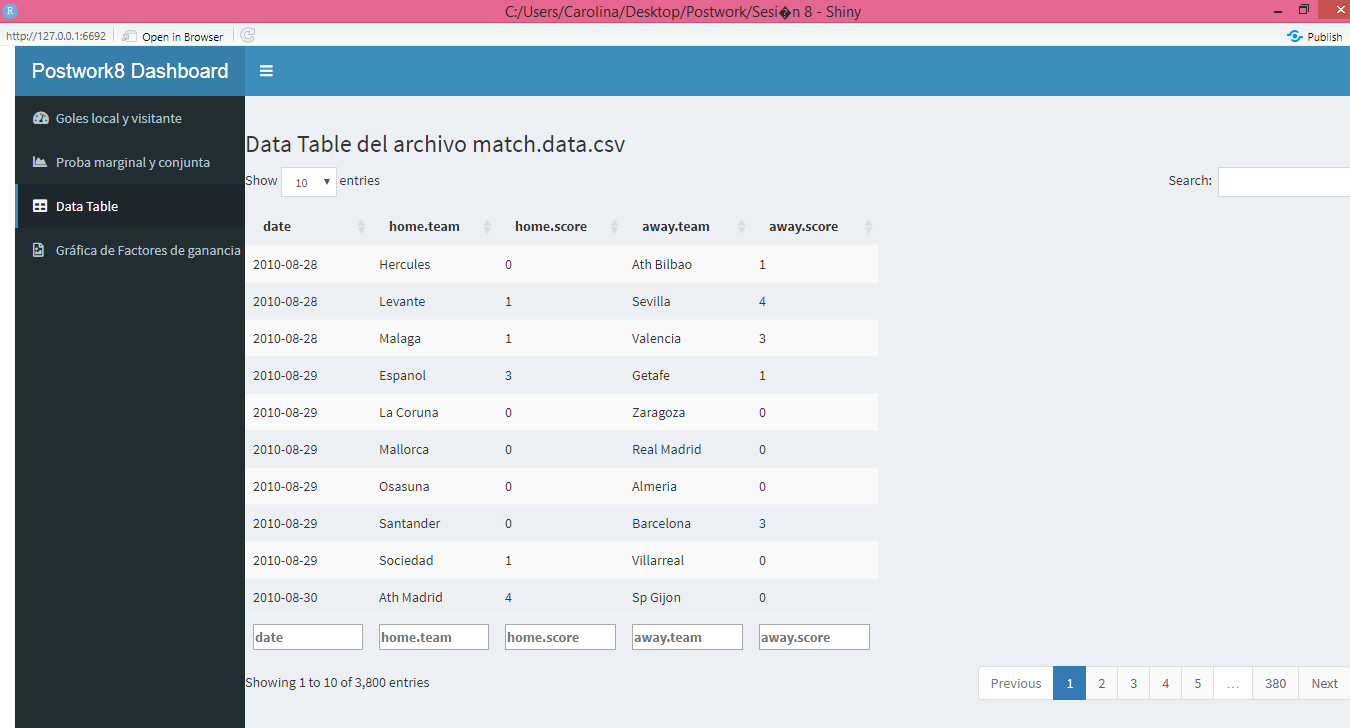 R
C:/Users/Carolina/Desktop/Postwork/Sesi�n 8 - Shiny
http://127.0.0.1:6692 Open in Browser Publish
Postwork8 Dashboard
Goles local y visitante
Proba marginal y conjunta
Data Table
Gráfica de Factores de ganancia
Data Table del archivo match.data.csv
Show 10 entries Search:
date home.team home.score away.team away.score
2010-08-28 Hercules 0 Ath Bilbao 1
2010-08-28 Levante 1 Sevilla 4
2010-08-28 Malaga 1 Valencia 3
2010-08-29 Espanol 3 Getafe 1
2010-08-29 La Coruna 0 Zaragoza 0
2010-08-29 Mallorca 0 Real Madrid 0
2010-08-29 Osasuna 0 Almeria 0
2010-08-29 Santander 0 Barcelona 3
2010-08-29 Sociedad 1 Villarreal 0
2010-08-30 Ath Madrid 4 Sp Gijon 0
date home.team home.score away.team away.score
Showing 1 to 10 of 3,800 entries Previous 1 2 3 4 5 … 380 Next